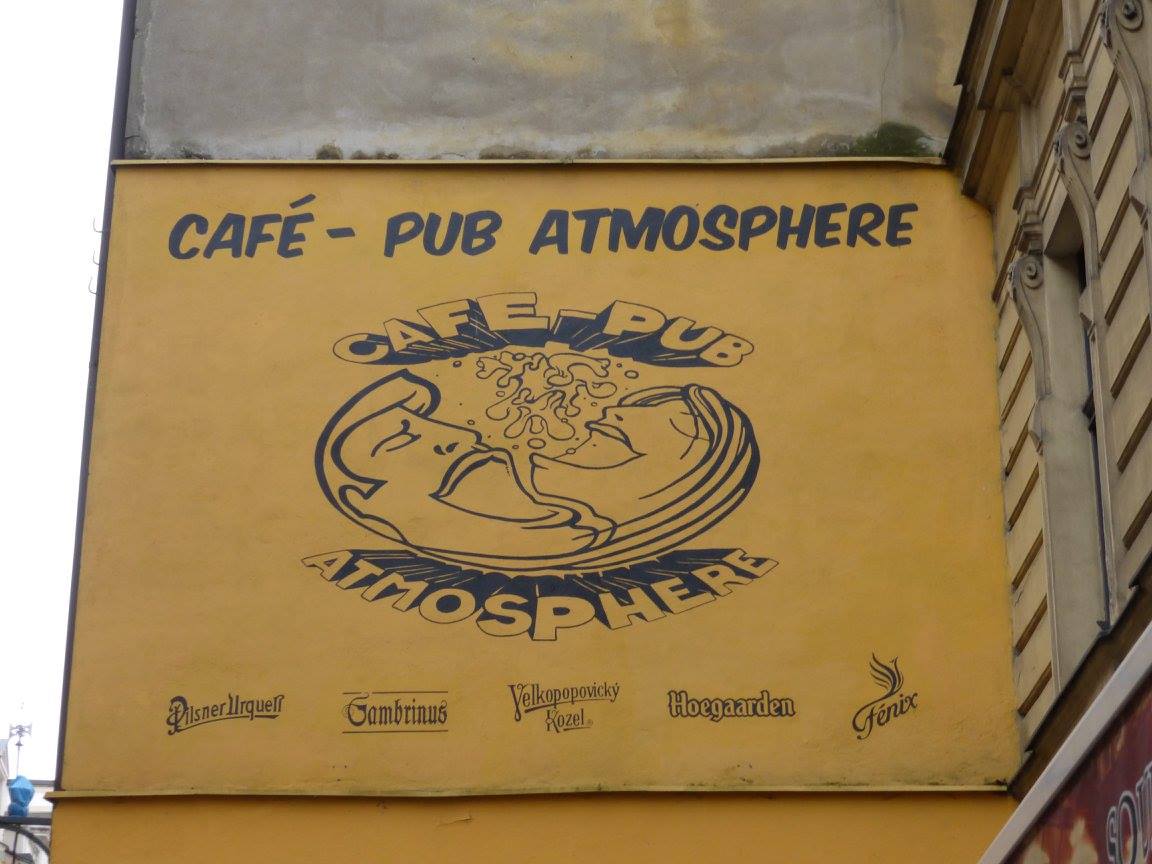 CAFÉ - PUB ATMOSPHERE
CAFE-PUB
ATMOSPHERE
Pilsner Urquell
Gambrinus
Velkopopovický
Kozel
Hoegaarden
Fénix